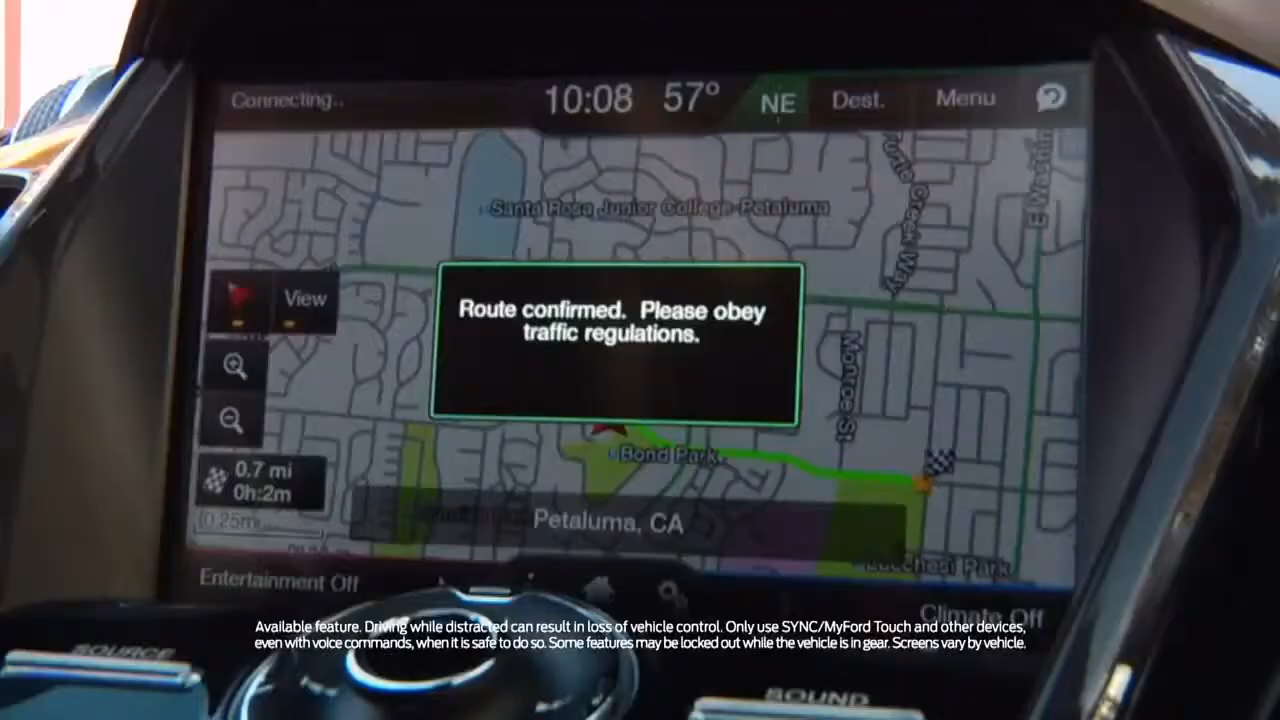 Connecting..
10:08 57° NE Dest. Menu
Santa Rosa Junior College-Petaluma
Creek Way
E Washin
View
Route confirmed. Please obey
traffic regulations.
Monroe St
Bond Park
0.7 mi
0h:2m
0.25mi
Petaluma, CA
Lucchesi Park
Entertainment Off
Climate Off
Available feature. Driving while distracted can result in loss of vehicle control. Only use SYNC/MyFord Touch and other devices,
even with voice commands, when it is safe to do so. Some features may be locked out while the vehicle is in gear. Screens vary by vehicle.
SOURCE
SOUND